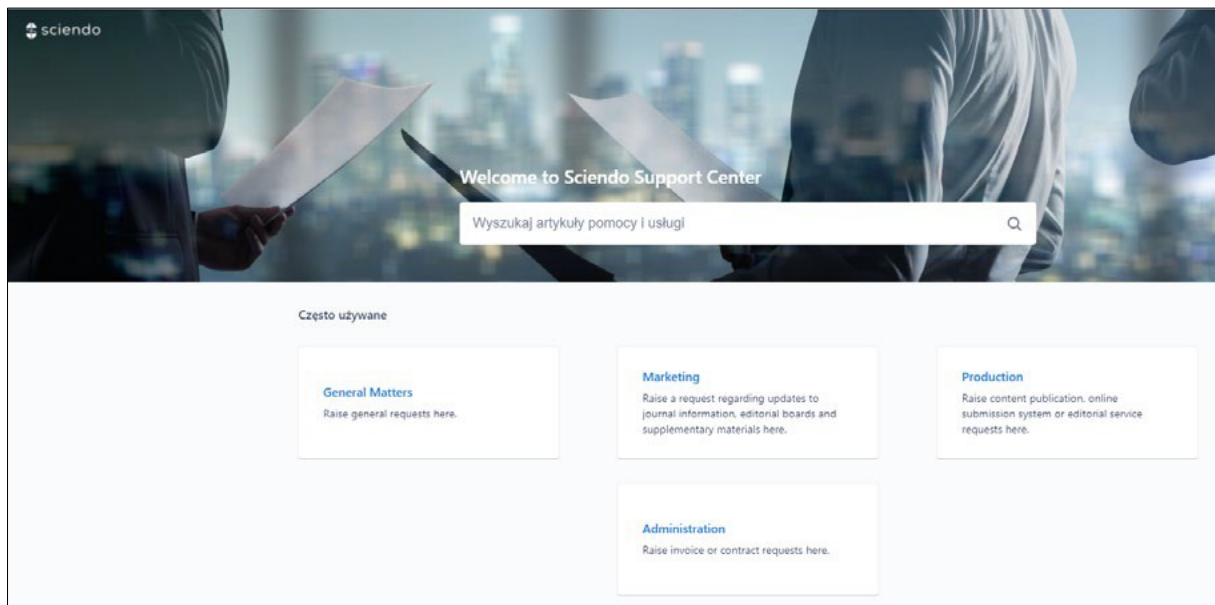 sciendo
Welcome to Sciendo Support Center
Wyszukaj artykuły pomocy i usługi
Często używane
General Matters
Raise general requests here.
Marketing
Raise a request regarding updates to
journal information, editorial boards and
supplementary materials here.
Production
Raise content publication, online
submission system or editorial service
requests here.
Administration
Raise invoice or contract requests here.